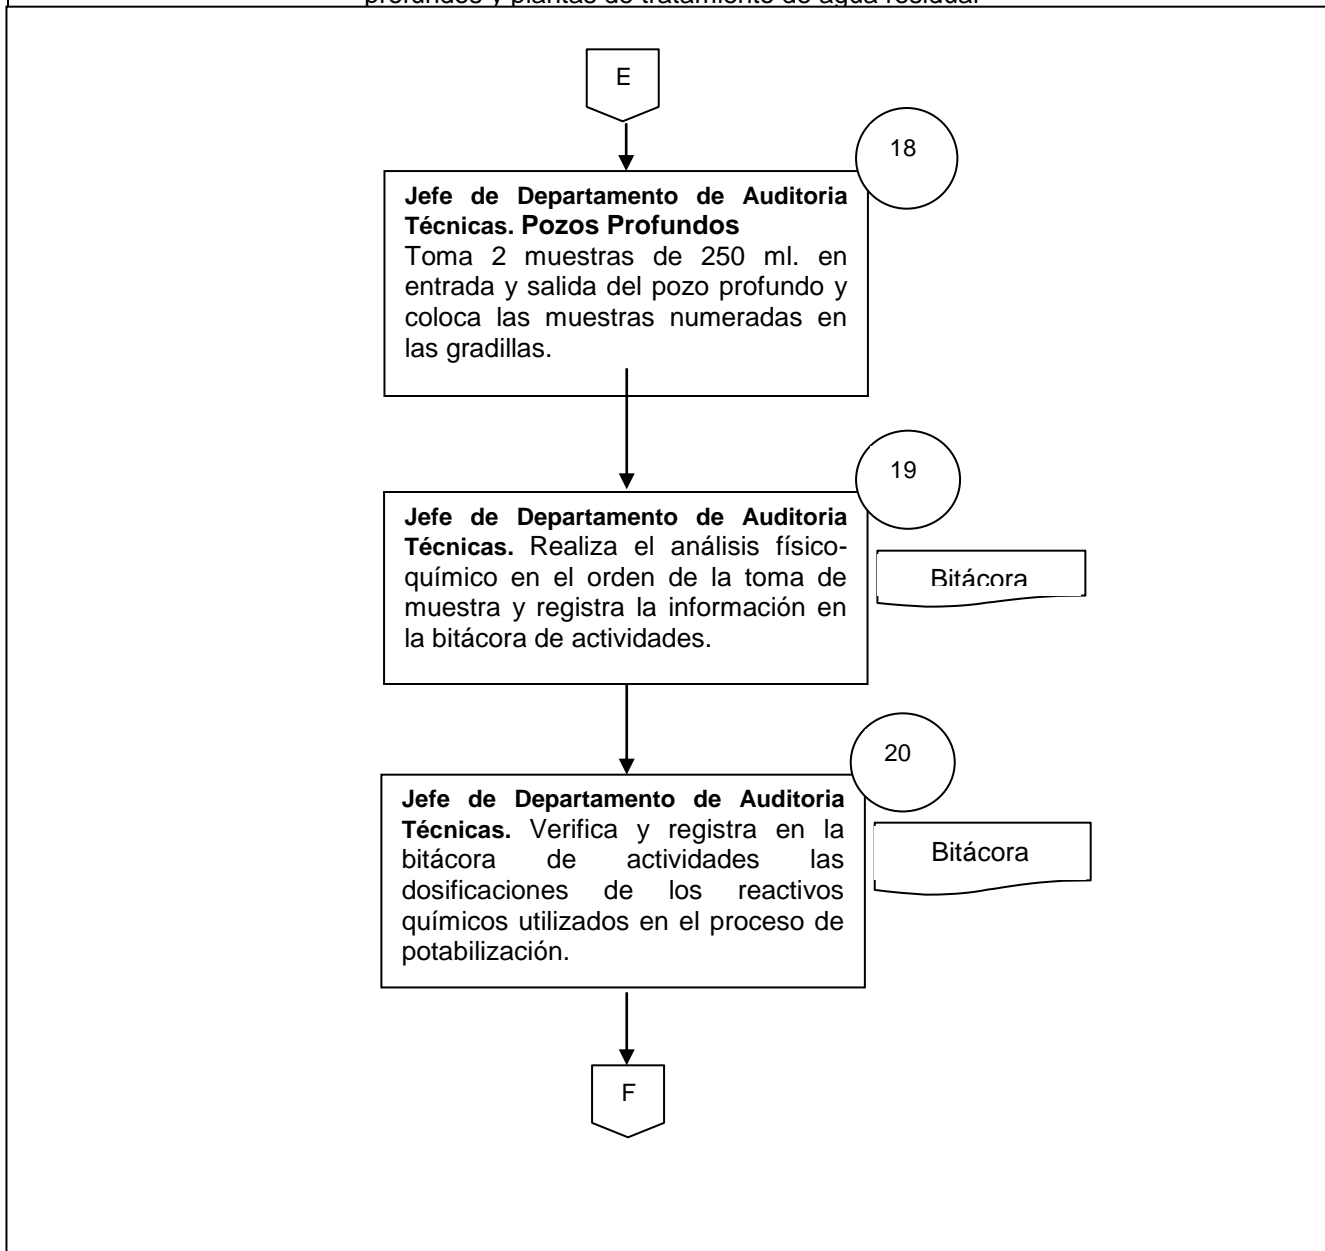 profundos y plantas de tratamiento de agua residual
E
18
Jefe de Departamento de Auditoria
Técnicas. Pozos Profundos
Toma 2 muestras de 250 ml. en
entrada y salida del pozo profundo y
coloca las muestras numeradas en
las gradillas.
19
Jefe de Departamento de Auditoria
Técnicas. Realiza el análisis físico-
químico en el orden de la toma de
muestra y registra la información en
la bitácora de actividades.
Bitácora
20
Jefe de Departamento de Auditoria
Técnicas. Verifica y registra en la
bitácora de actividades las
dosificaciones de los reactivos
químicos utilizados en el proceso de
potabilización.
Bitácora
F